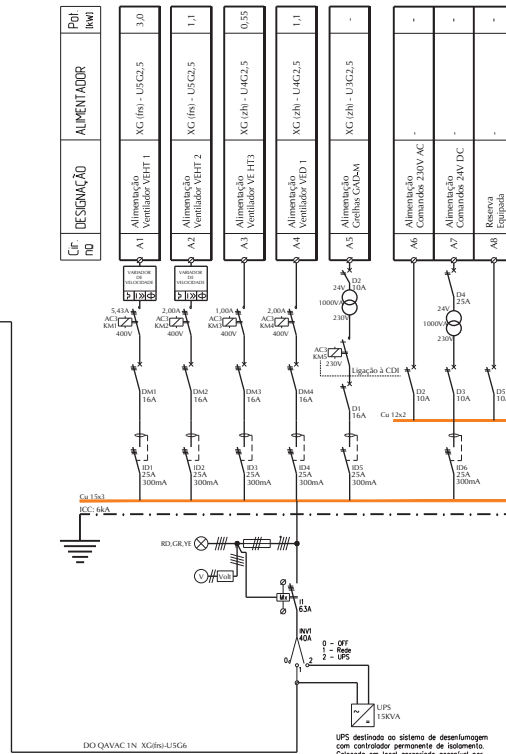 Pot. [kW]
3,0
1,1
0,55
1,1
-
-
-
-
ALIMENTADOR
XG (frs) - U5G2,5
XG (frs) - U5G2,5
XG (zh) - U4G2,5
XG (zh) - U4G2,5
XG (zh) - U3G2,5
-
-
-
DESIGNAÇÃO
Alimentação
Ventilador VEHT 1
Alimentação
Ventilador VEHT 2
Alimentação
Ventilador VE HT3
Alimentação
Ventilador VED 1
Alimentação
Grelhas GAD-M
Alimentação
Comandos 230V AC
Alimentação
Comandos 24V DC
Reserva
Equipada
Cir. nº
A1
A2
A3
A4
A5
A6
A7
A8
VARIADOR
DE
VELOCIDADE
VARIADOR
DE
VELOCIDADE
5,43A
AC3
KM1
400V
2,00A
AC3
KM2
400V
1,00A
AC3
KM3
400V
2,00A
AC3
KM4
400V
D2
10A
24V
1000VA
230V
AC3
KM5
230V
Ligação à CDI
D4
25A
24V
1000VA
230V
DM1
16A
DM2
16A
DM3
16A
DM4
16A
D1
16A
D2
10A
D3
10A
D5
Cu 12x2
ID1
25A
300mA
ID2
25A
300mA
ID3
25A
300mA
ID4
25A
300mA
ID5
25A
300mA
ID6
25A
300mA
Cu 15x3
ICC: 6kA
RD,GR,YE
V
Volt
Mx
I1
63A
INV1
40A
0
1
2
0 - OFF
1 - Rede
2 - UPS
UPS
15KVA
DO QAVAC 1N XG(frs)-U5G6
UPS destinada ao sistema de desenfumagem
com controlador permanente de isolamento.